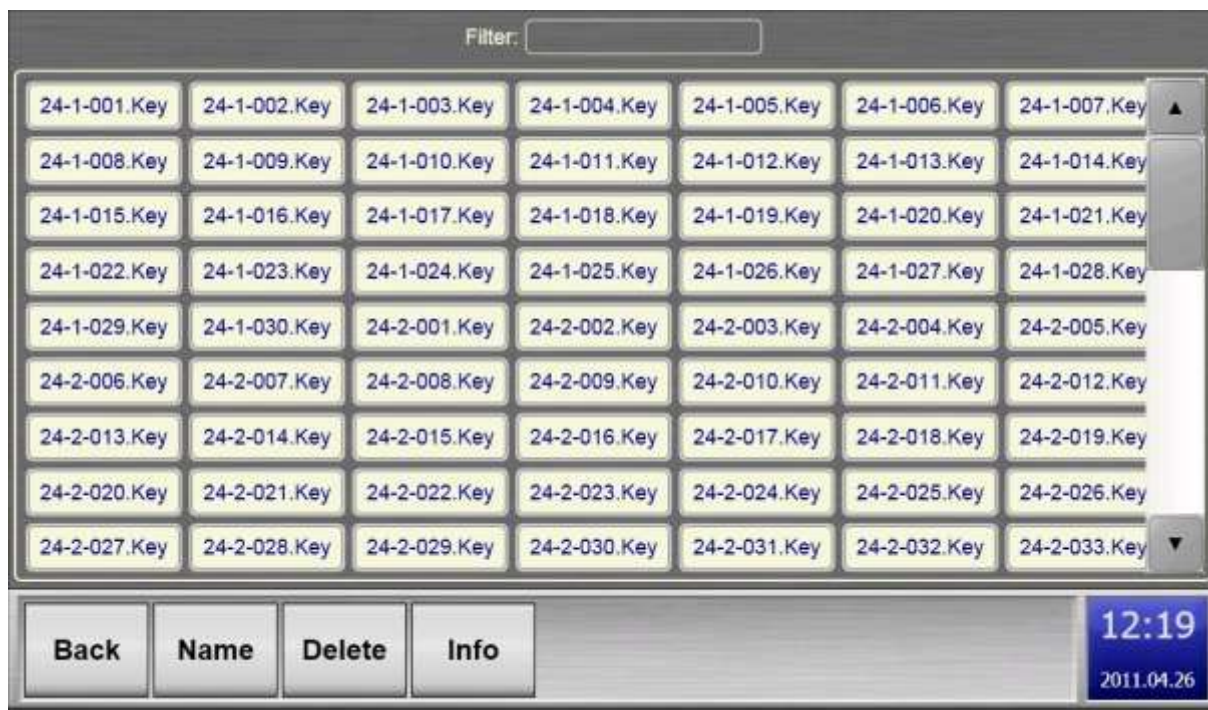 Filter:
24-1-001.Key 24-1-002.Key 24-1-003.Key 24-1-004.Key 24-1-005.Key 24-1-006.Key 24-1-007.Key
24-1-008.Key 24-1-009.Key 24-1-010.Key 24-1-011.Key 24-1-012.Key 24-1-013.Key 24-1-014.Key
24-1-015.Key 24-1-016.Key 24-1-017.Key 24-1-018.Key 24-1-019.Key 24-1-020.Key 24-1-021.Key
24-1-022.Key 24-1-023.Key 24-1-024.Key 24-1-025.Key 24-1-026.Key 24-1-027.Key 24-1-028.Key
24-1-029.Key 24-1-030.Key 24-2-001.Key 24-2-002.Key 24-2-003.Key 24-2-004.Key 24-2-005.Key
24-2-006.Key 24-2-007.Key 24-2-008.Key 24-2-009.Key 24-2-010.Key 24-2-011.Key 24-2-012.Key
24-2-013.Key 24-2-014.Key 24-2-015.Key 24-2-016.Key 24-2-017.Key 24-2-018.Key 24-2-019.Key
24-2-020.Key 24-2-021.Key 24-2-022.Key 24-2-023.Key 24-2-024.Key 24-2-025.Key 24-2-026.Key
24-2-027.Key 24-2-028.Key 24-2-029.Key 24-2-030.Key 24-2-031.Key 24-2-032.Key 24-2-033.Key
Back Name Delete Info
12:19
2011.04.26